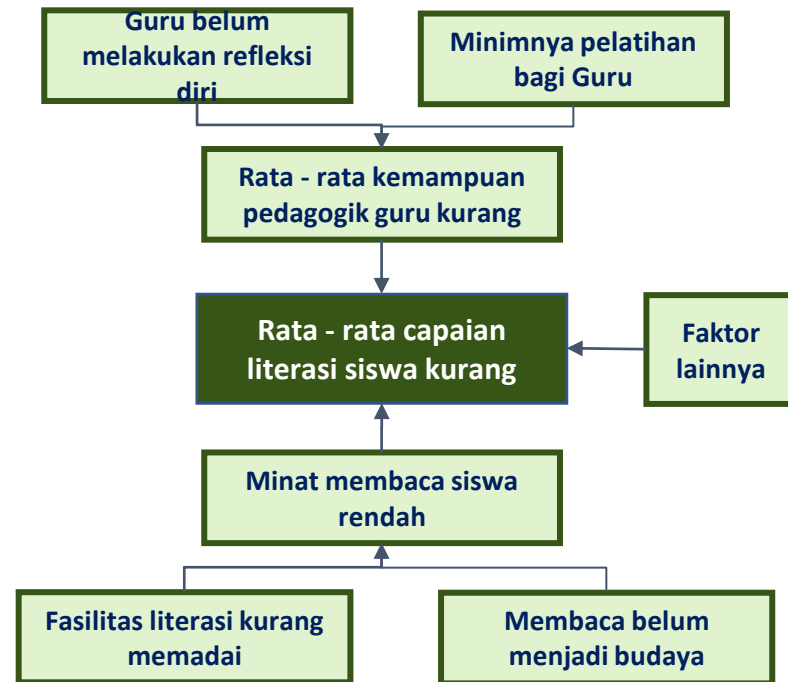 Guru belum
melakukan refleksi
diri
Minimnya pelatihan
bagi Guru
Rata - rata kemampuan
pedagogik guru kurang
Rata - rata capaian
literasi siswa kurang
Faktor
lainnya
Minat membaca siswa
rendah
Fasilitas literasi kurang
memadai
Membaca belum
menjadi budaya